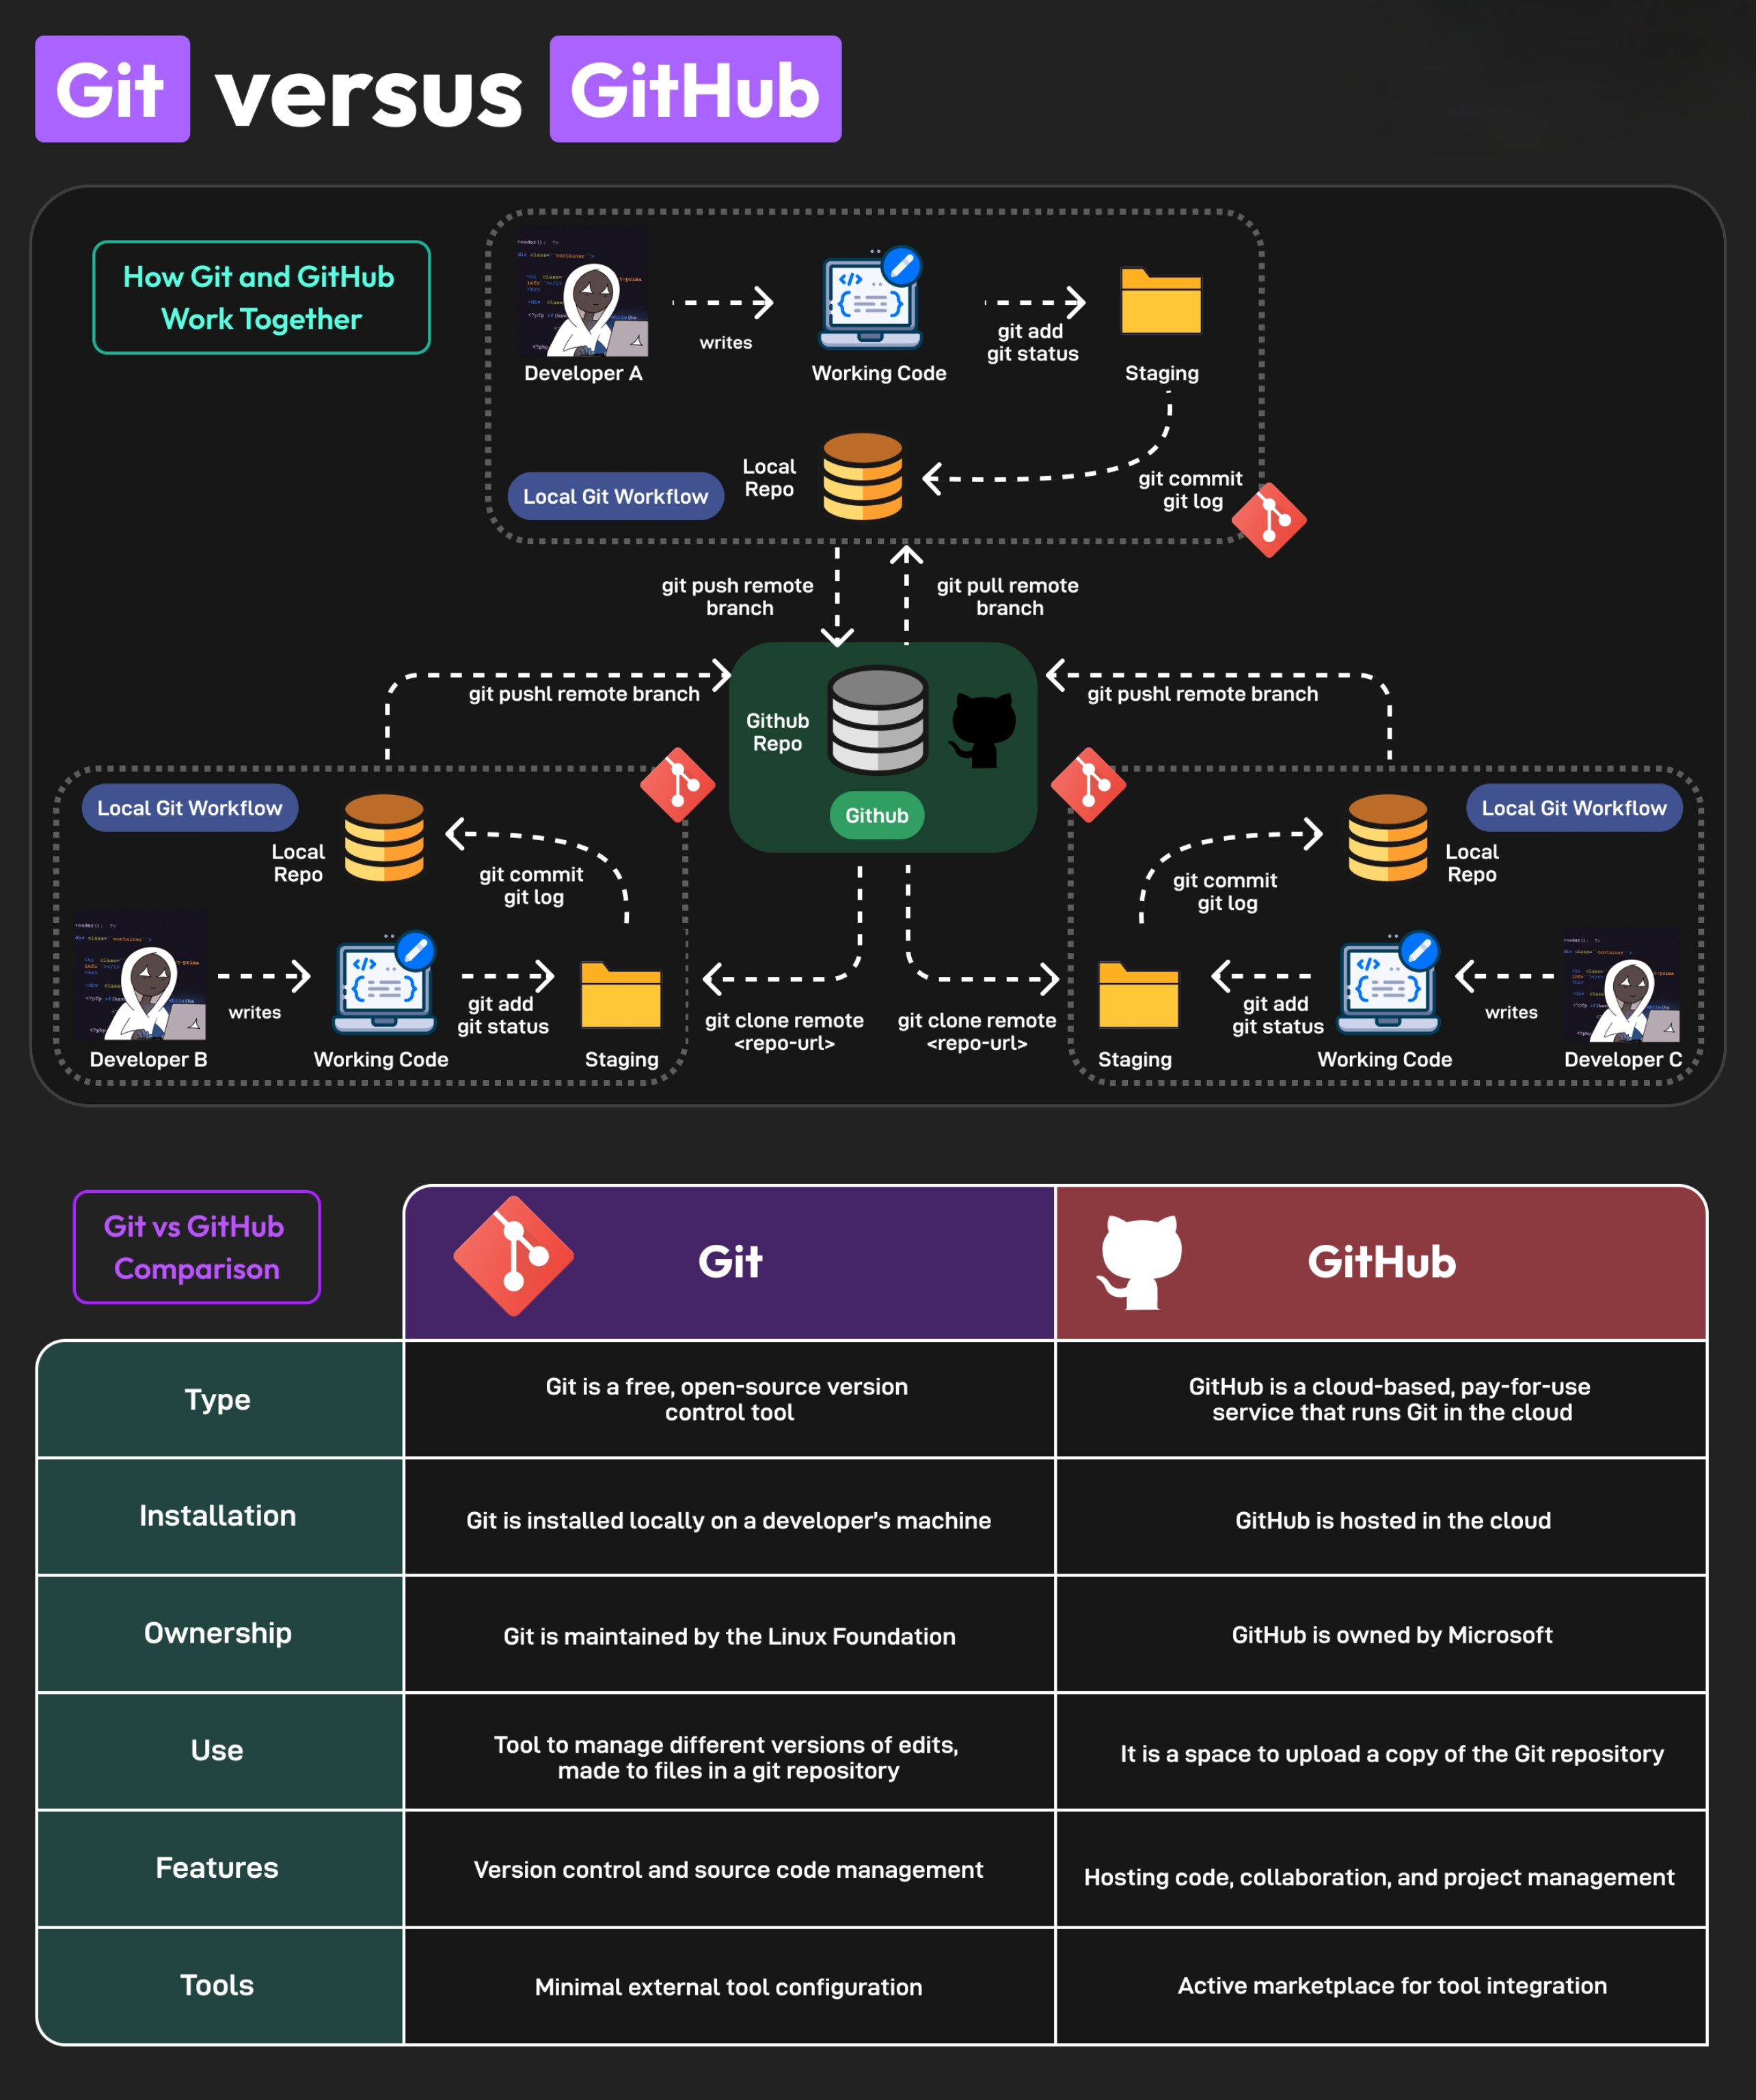 Git versus GitHub
How Git and GitHub
Work Together
Developer A
writes
Working Code
git add
git status
Staging
Local Git Workflow
Local
Repo
git commit
git log
git push remote
branch
git pull remote
branch
git pushl remote branch
git pushl remote branch
Github
Repo
Github
Local Git Workflow
Local
Repo
git commit
git log
Developer B
writes
Working Code
git add
git status
Staging
git clone remote
<repo-url>
git clone remote
<repo-url>
Local Git Workflow
Local
Repo
git commit
git log
Staging
git add
git status
Working Code
writes
Developer C
Git vs GitHub
Comparison
Git
GitHub
Type
Git is a free, open-source version
control tool
GitHub is a cloud-based, pay-for-use
service that runs Git in the cloud
Installation
Git is installed locally on a developer's machine
GitHub is hosted in the cloud
Ownership
Git is maintained by the Linux Foundation
GitHub is owned by Microsoft
Use
Tool to manage different versions of edits,
made to files in a git repository
It is a space to upload a copy of the Git repository
Features
Version control and source code management
Hosting code, collaboration, and project management
Tools
Minimal external tool configuration
Active marketplace for tool integration